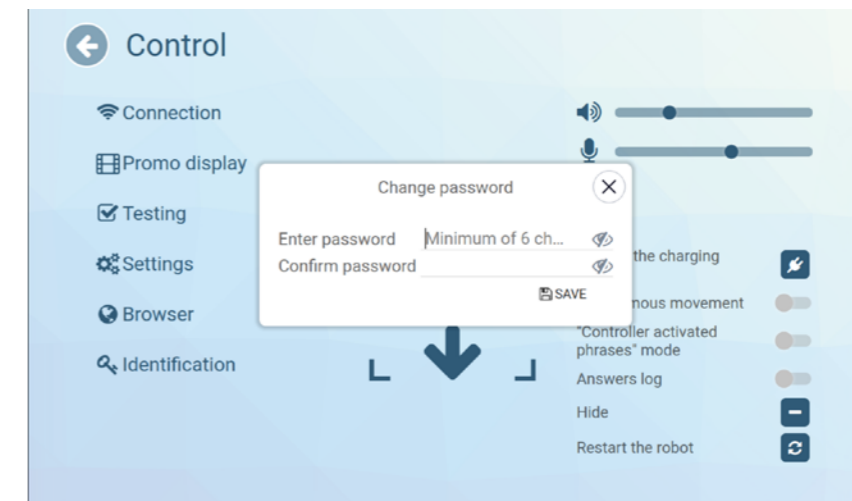 Control
Connection
Promo display
Testing
Settings
Browser
Identification
Change password
Enter password Minimum of 6 ch...
Confirm password
SAVE
the charging
mous movement
"Controller activated
phrases" mode
Answers log
Hide
Restart the robot